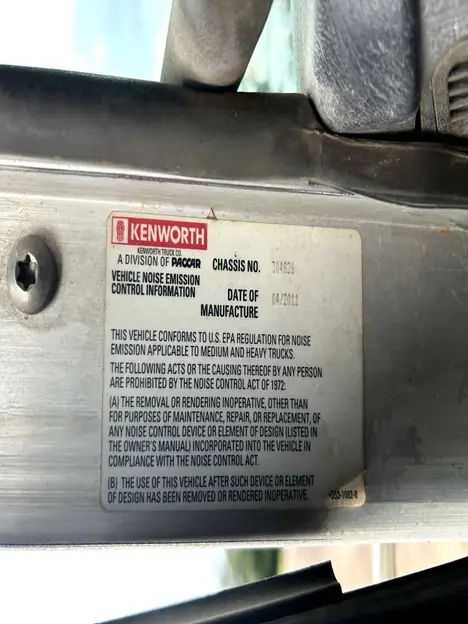 KENWORTH
KENWORTH TRUCK CO.
A DIVISION OF PACCAR
CHASSIS NO. 304826
VEHICLE NOISE EMISSION
CONTROL INFORMATION
DATE OF
MANUFACTURE
04/2011
THIS VEHICLE CONFORMS TO U.S. EPA REGULATION FOR NOISE
EMISSION APPLICABLE TO MEDIUM AND HEAVY TRUCKS.
THE FOLLOWING ACTS OR THE CAUSING THEREOF BY ANY PERSON
ARE PROHIBITED BY THE NOISE CONTROL ACT OF 1972:
(A) THE REMOVAL OR RENDERING INOPERATIVE, OTHER THAN
FOR PURPOSES OF MAINTENANCE, REPAIR, OR REPLACEMENT, OF
ANY NOISE CONTROL DEVICE OR ELEMENT OF DESIGN (LISTED IN
THE OWNER'S MANUAL) INCORPORATED INTO THE VEHICLE IN
COMPLIANCE WITH THE NOISE CONTROL ACT.
(B) THE USE OF THIS VEHICLE AFTER SUCH DEVICE OR ELEMENT
OF DESIGN HAS BEEN REMOVED OR RENDERED INOPERATIVE.